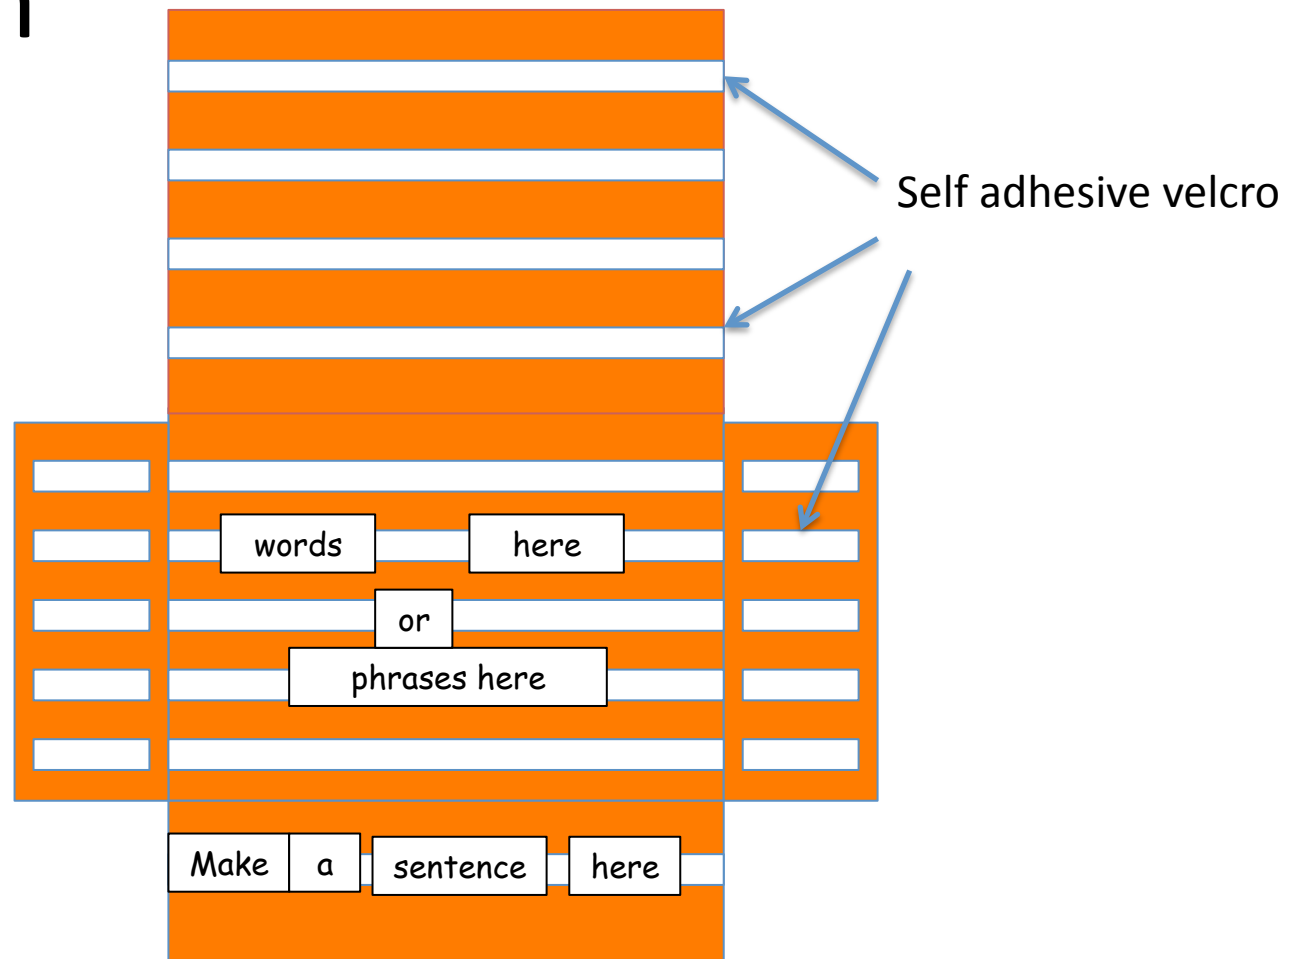 Self adhesive velcro
words here
or
phrases here
Make a sentence here